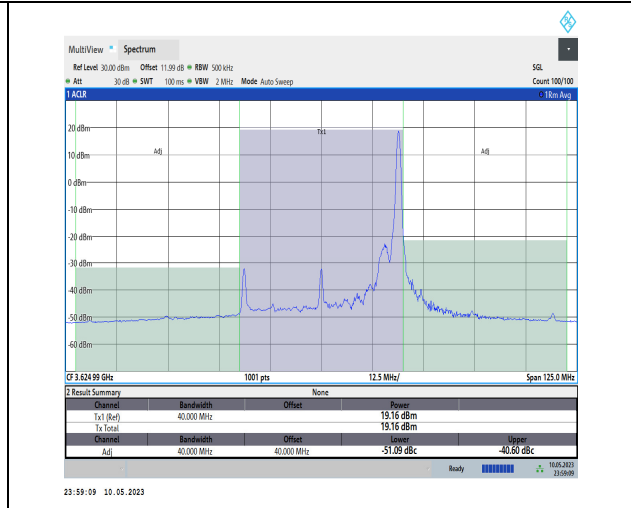 MultiView Spectrum
Ref Level 30.00 dBm Offset 11.99 dB RBW 500 kHz SGL
Att 30 dB SWT 100 ms VBW 2 MHz Mode Auto Sweep Count 100/100
1 ACLR 1Rm Avg
Tx1
20 dBm
Adj Adj
10 dBm
0 dBm
-10 dBm
-20 dBm
-30 dBm
-40 dBm
-50 dBm
-60 dBm
CF 3.62499 GHz 1001 pts 12.5 MHz/ Span 125.0 MHz
2 Result Summary None
Channel Bandwidth Offset Power
Tx1 (Ref) 40.000 MHz 19.16 dBm
Tx Total 19.16 dBm
Channel Bandwidth Offset Lower Upper
Adj 40.000 MHz 40.000 MHz -51.09 dBc -40.60 dBc
Ready 10.05.2023
23:59:09
23:59:09 10.05.2023